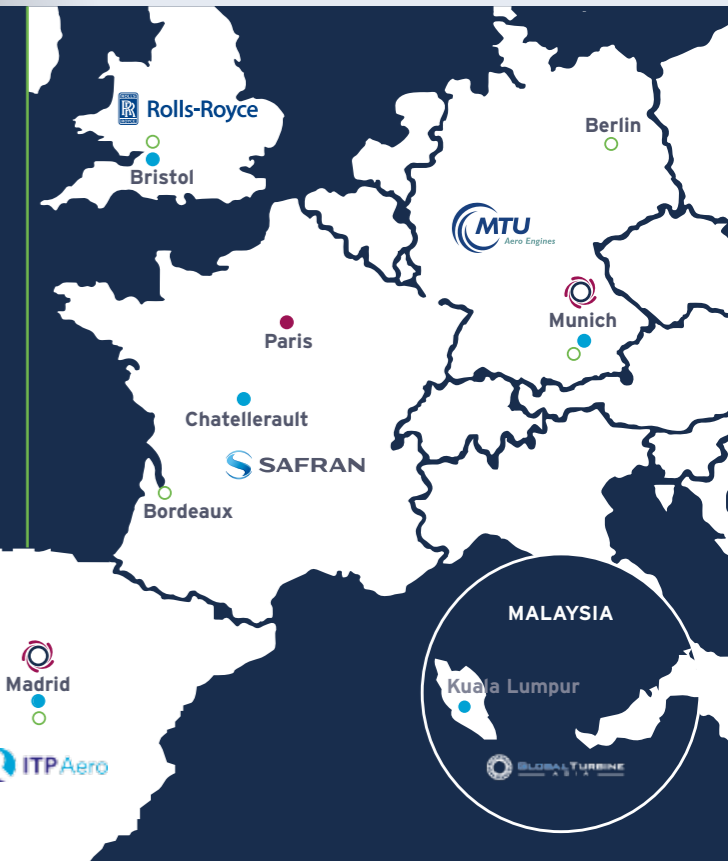 RR
Rolls-Royce
Bristol
Berlin
MTU
Aero Engines
Munich
Paris
Chatellerault
SAFRAN
Bordeaux
MALAYSIA
Kuala Lumpur
GLOBAL TURBINE
ASIA
Madrid
ITP Aero